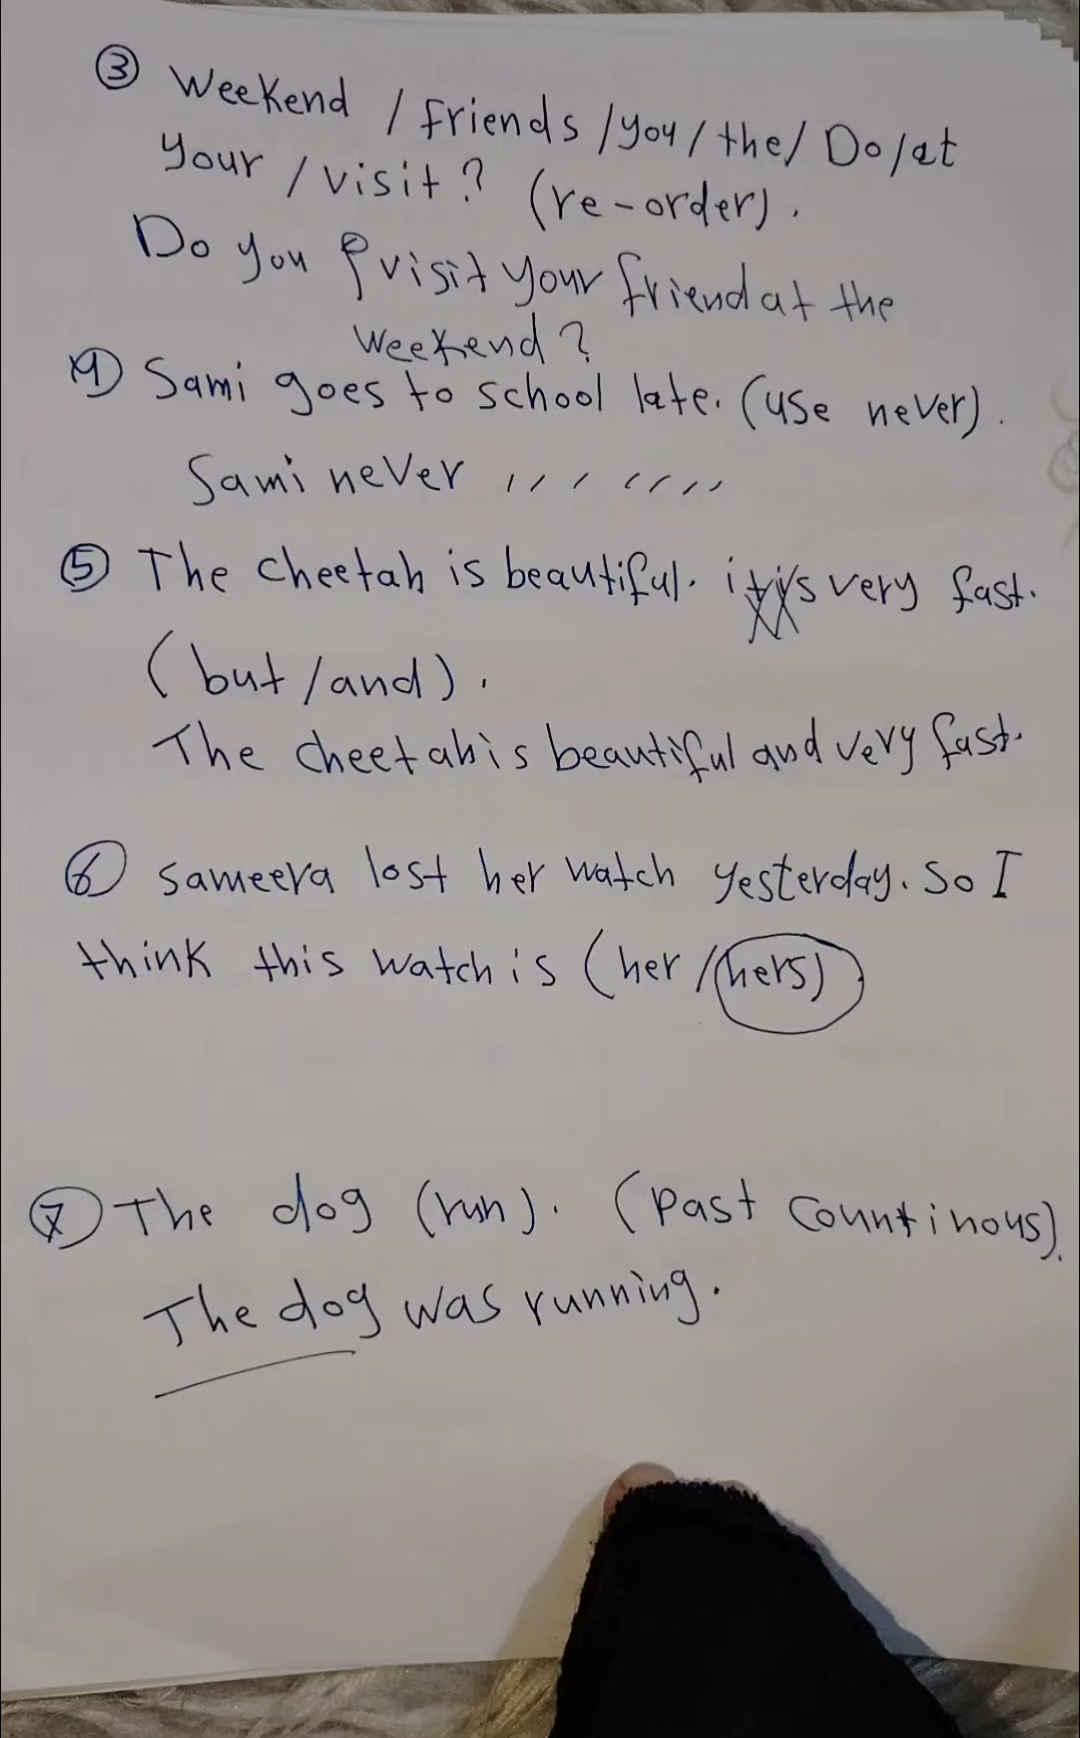 ③ Weekend / friends / you / the / Do / at
your / visit? (re-order).
Do you visit your friend at the
weekend?
④ Sami goes to school late. (use never).
Sami never
⑤ The cheetah is beautiful. it is very fast.
(but / and).
The cheetah is beautiful and very fast.
⑥ Sameera lost her watch yesterday. So I
think this watch is (her / hers)
⑦ The dog (run). (past countinous).
The dog was running.